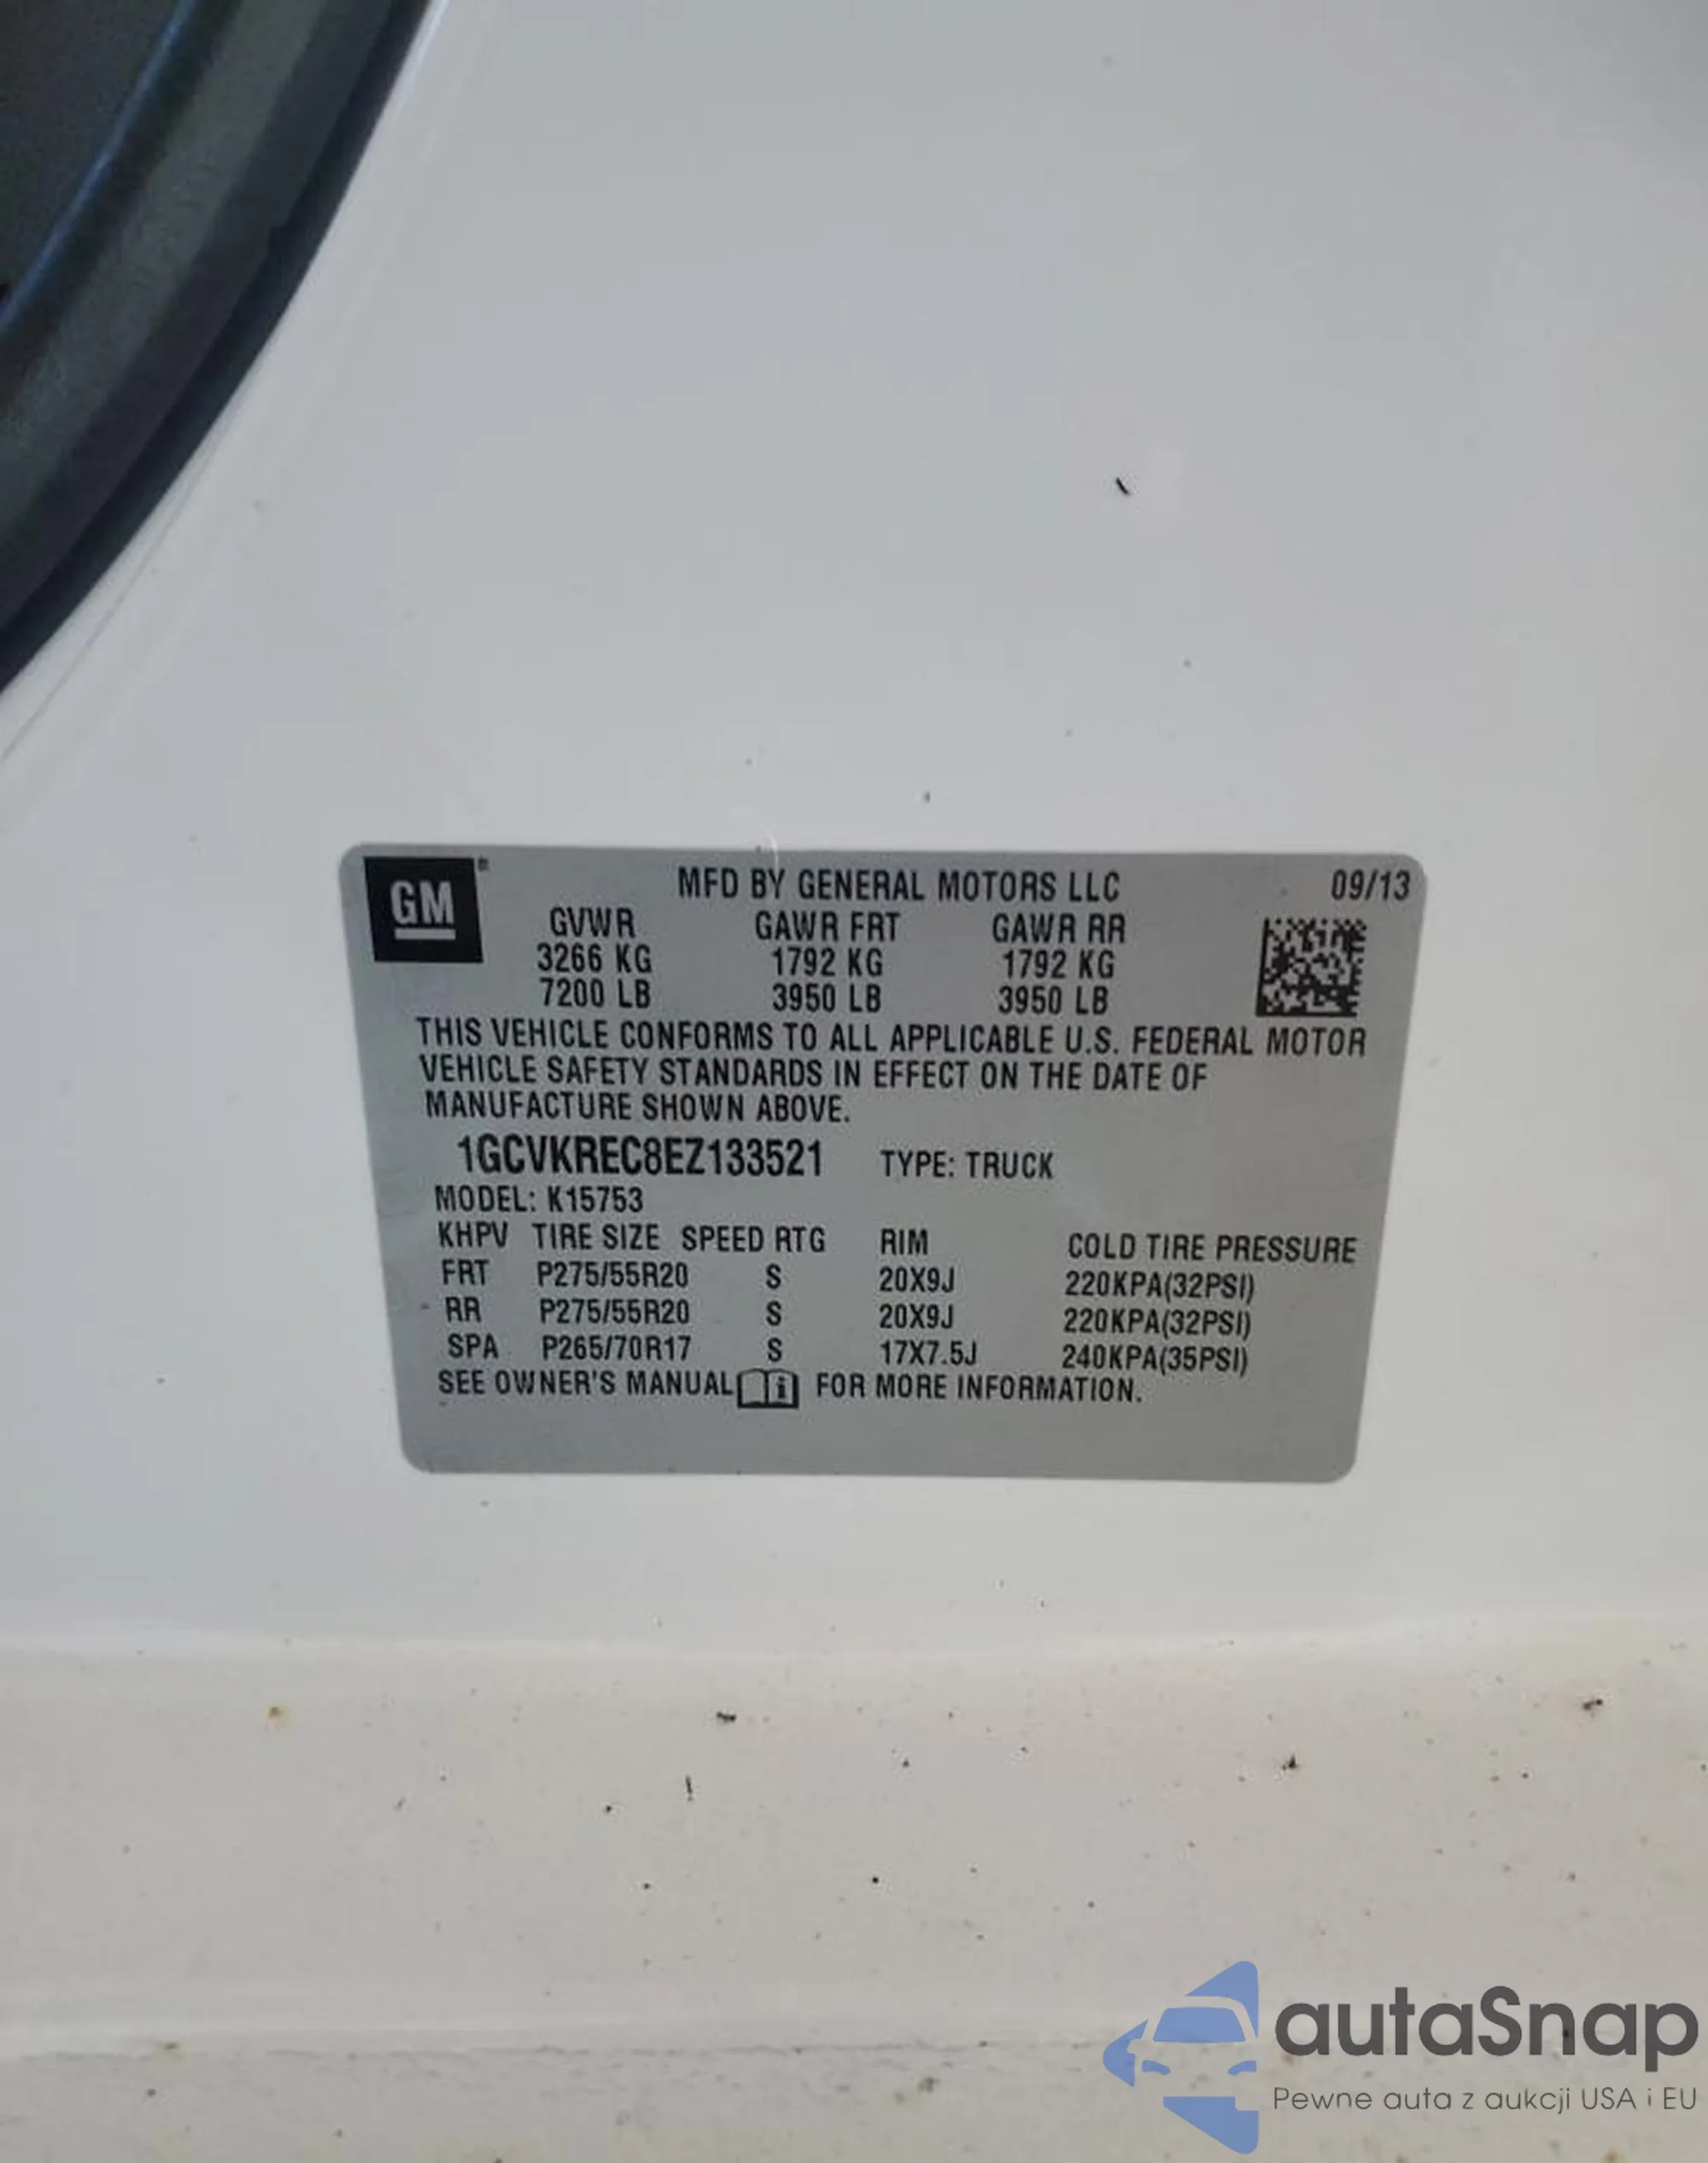 GM
MFD BY GENERAL MOTORS LLC 09/13
GVWR GAWR FRT GAWR RR
3266 KG 1792 KG 1792 KG
7200 LB 3950 LB 3950 LB
THIS VEHICLE CONFORMS TO ALL APPLICABLE U.S. FEDERAL MOTOR
VEHICLE SAFETY STANDARDS IN EFFECT ON THE DATE OF
MANUFACTURE SHOWN ABOVE.
1GCVKREC8EZ133521 TYPE: TRUCK
MODEL: K15753
KHPV TIRE SIZE SPEED RTG RIM COLD TIRE PRESSURE
FRT P275/55R20 S 20X9J 220KPA(32PSI)
RR P275/55R20 S 20X9J 220KPA(32PSI)
SPA P265/70R17 S 17X7.5J 240KPA(35PSI)
SEE OWNER'S MANUAL FOR MORE INFORMATION.
autaSnap
Pewne auta z aukcji USA i EU